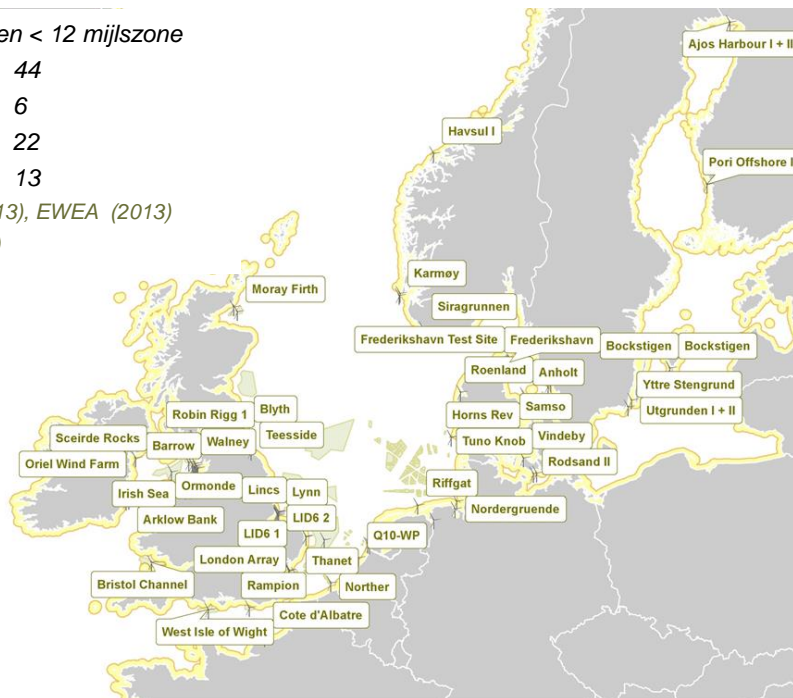 en < 12 mijlszone
44
6
22
13
13), EWEA (2013)
)
Ajos Harbour I + II
Havsul I
Pori Offshore I
Karmøy
Moray Firth
Siragrunnen
Frederikshavn Test Site
Frederikshavn
Bockstigen
Bockstigen
Roenland
Anholt
Yttre Stengrund
Robin Rigg 1
Blyth
Horns Rev
Samso
Utgrunden I + II
Sceirde Rocks
Barrow
Walney
Teesside
Tuno Knob
Vindeby
Oriel Wind Farm
Rodsand II
Irish Sea
Ormonde
Lincs
Lynn
Riffgat
Arklow Bank
LID6 2
Nordergruende
LID6 1
Q10-WP
London Array
Thanet
Bristol Channel
Rampion
Norther
Cote d'Albatre
West Isle of Wight